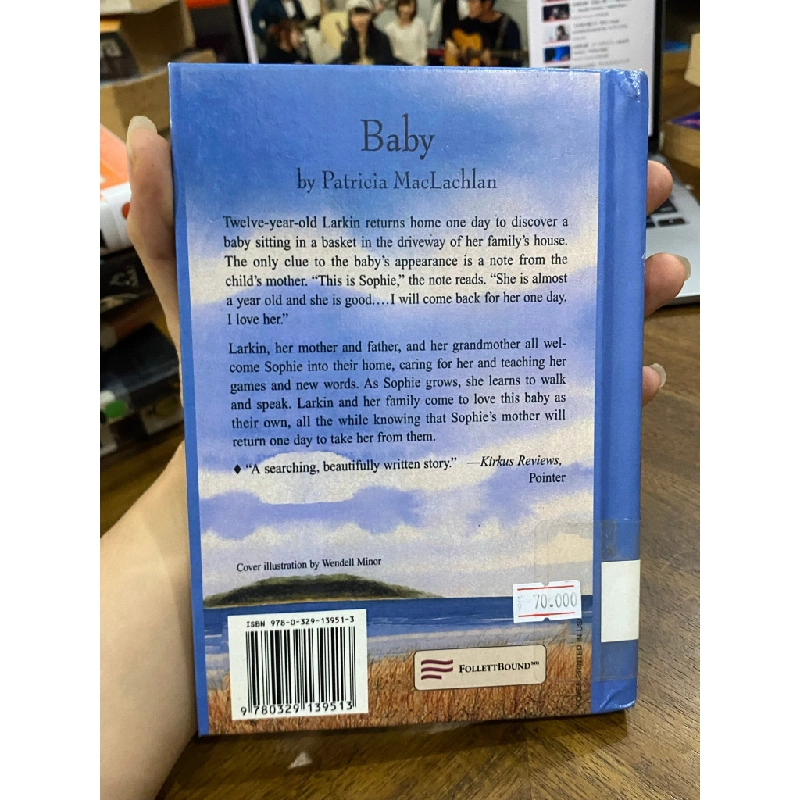 Baby
by Patricia MacLachlan
Twelve-year-old Larkin returns home one day to discover a
baby sitting in a basket in the driveway of her family's house.
The only clue to the baby's appearance is a note from the
child's mother. "This is Sophie," the note reads. "She is almost
a year old and she is good....I will come back for her one day.
I love her."
Larkin, her mother and father, and her grandmother all wel-
come Sophie into their home, caring for her and teaching her
games and new words. As Sophie grows, she learns to walk
and speak. Larkin and her family come to love this baby as
their own, all the while knowing that Sophie's mother will
return one day to take her from them.
♦ "A searching, beautifully written story." —Kirkus Reviews,
Pointer
Cover illustration by Wendell Minor
70.000
ISBN 978-0-329-13951-3
9 780329 139513
FOLLETTBOUND